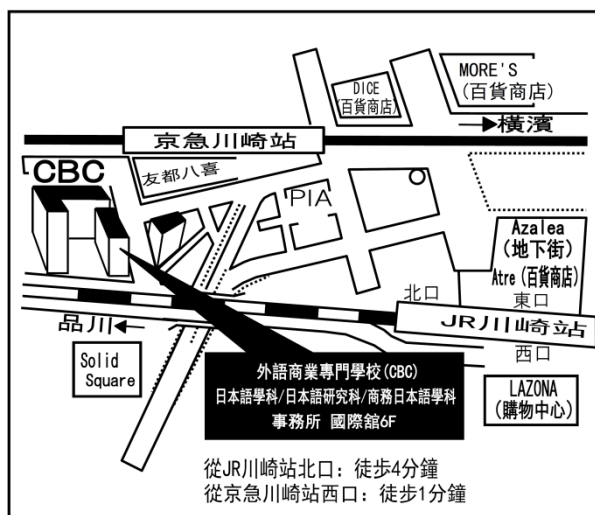 MORE'S
(百貨商店)
DICE
(百貨商店)
橫濱
京急川崎站
CBC
友都八喜
PIA
Azalea
(地下街)
Atre(百貨商店)
北口
東口
JR川崎站
品川
西口
Solid
Square
外語商業專門學校(CBC)
日本語學科/日本語研究科/商務日本語學科
事務所 國際舘6F
LAZONA
(購物中心)
從JR川崎站北口: 徒步4分鐘
從京急川崎站西口: 徒步1分鐘